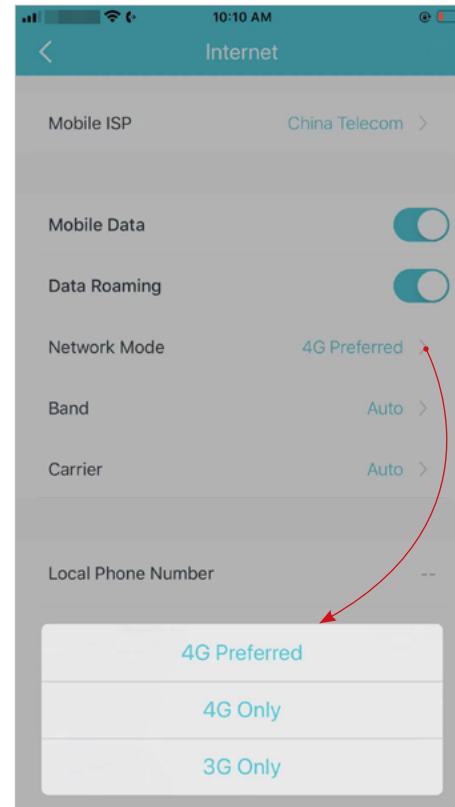 10:10 AM
Internet
Mobile ISP China Telecom
Mobile Data
Data Roaming
Network Mode 4G Preferred
Band Auto
Carrier Auto
Local Phone Number --
4G Preferred
4G Only
3G Only